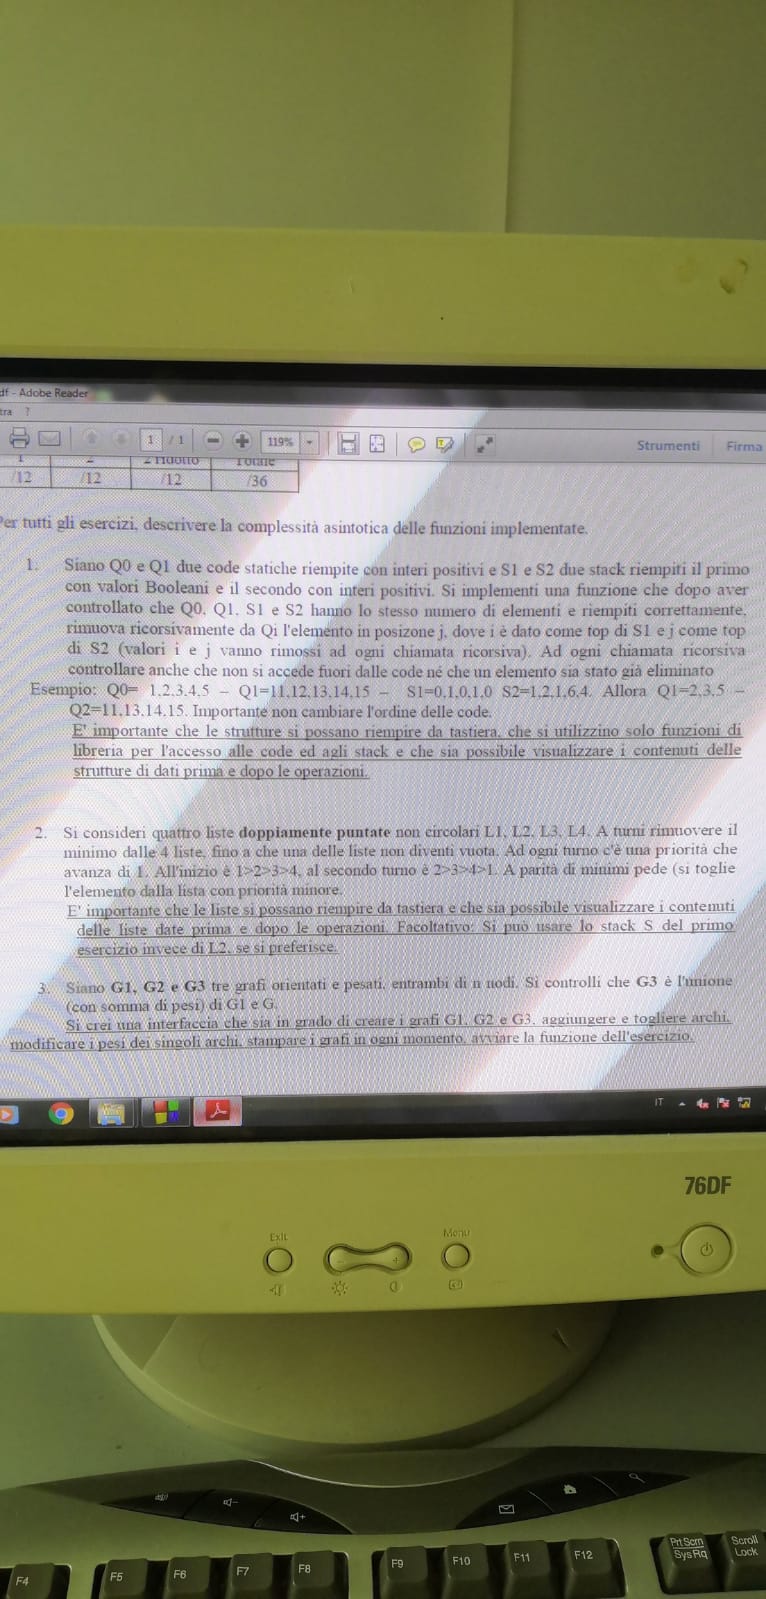 df - Adobe Reader
tra ?
1 / 1
119%
Strumenti
Firma
1 2 2 Ridotto Totale
/12 /12 /12 /36
Per tutti gli esercizi, descrivere la complessità asintotica delle funzioni implementate.
1. Siano Q0 e Q1 due code statiche riempite con interi positivi e S1 e S2 due stack riempiti il primo
con valori Booleani e il secondo con interi positivi. Si implementi una funzione che dopo aver
controllato che Q0, Q1, S1 e S2 hanno lo stesso numero di elementi e riempiti correttamente,
rimuova ricorsivamente da Qi l'elemento in posizone j, dove i è dato come top di S1 e j come top
di S2 (valori i e j vanno rimossi ad ogni chiamata ricorsiva). Ad ogni chiamata ricorsiva
controllare anche che non si accede fuori dalle code né che un elemento sia stato già eliminato
Esempio: Q0= 1,2,3,4,5 – Q1=11,12,13,14,15 – S1=0,1,0,1,0 S2=1,2,1,6,4. Allora Q1=2,3,5 –
Q2=11,13,14,15. Importante non cambiare l'ordine delle code.
E' importante che le strutture si possano riempire da tastiera, che si utilizzino solo funzioni di
libreria per l'accesso alle code ed agli stack e che sia possibile visualizzare i contenuti delle
strutture di dati prima e dopo le operazioni.
2. Si consideri quattro liste doppiamente puntate non circolari L1, L2, L3, L4. A turni rimuovere il
minimo dalle 4 liste, fino a che una delle liste non diventi vuota. Ad ogni turno c'è una priorità che
avanza di 1. All'inizio è 1>2>3>4, al secondo turno è 2>3>4>1. A parità di minimi pede (si toglie
l'elemento dalla lista con priorità minore.
E' importante che le liste si possano riempire da tastiera e che sia possibile visualizzare i contenuti
delle liste date prima e dopo le operazioni. Facoltativo: Si può usare lo stack S del primo
esercizio invece di L2, se si preferisce.
3. Siano G1, G2 e G3 tre grafi orientati e pesati, entrambi di n nodi. Si controlli che G3 è l'unione
(con somma di pesi) di G1 e G.
Si crei una interfaccia che sia in grado di creare i grafi G1, G2 e G3, aggiungere e togliere archi,
modificare i pesi dei singoli archi, stampare i grafi in ogni momento, avviare la funzione dell'esercizio.
IT
76DF
Exit
Menu
F4 F5 F6 F7 F8 F9 F10 F11 F12
Prt Scrn
SysRq
Scroll
Lock